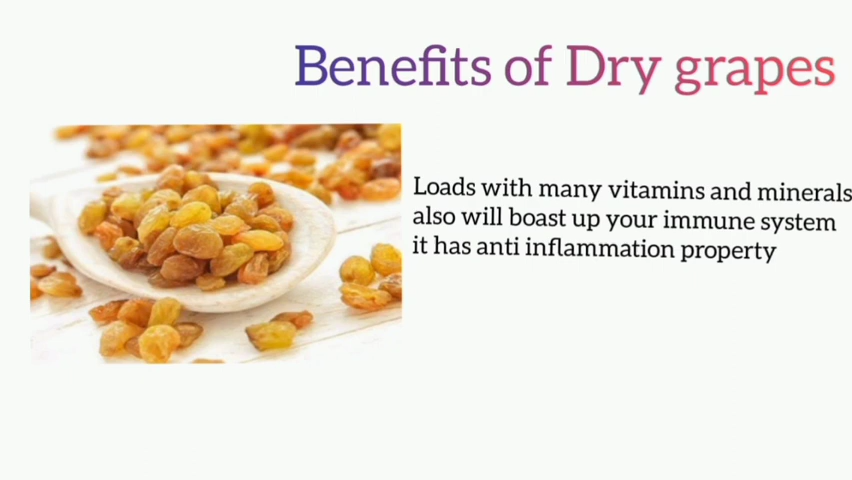 Benefits of Dry grapes
Loads with many vitamins and minerals
also will boast up your immune system
it has anti inflammation property